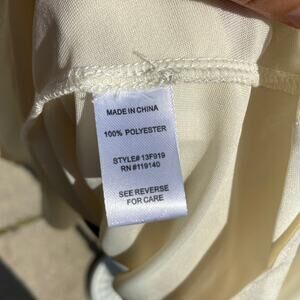 MADE IN CHINA
100% POLYESTER
STYLE# 13F919
RN #119140
SEE REVERSE
FOR CARE